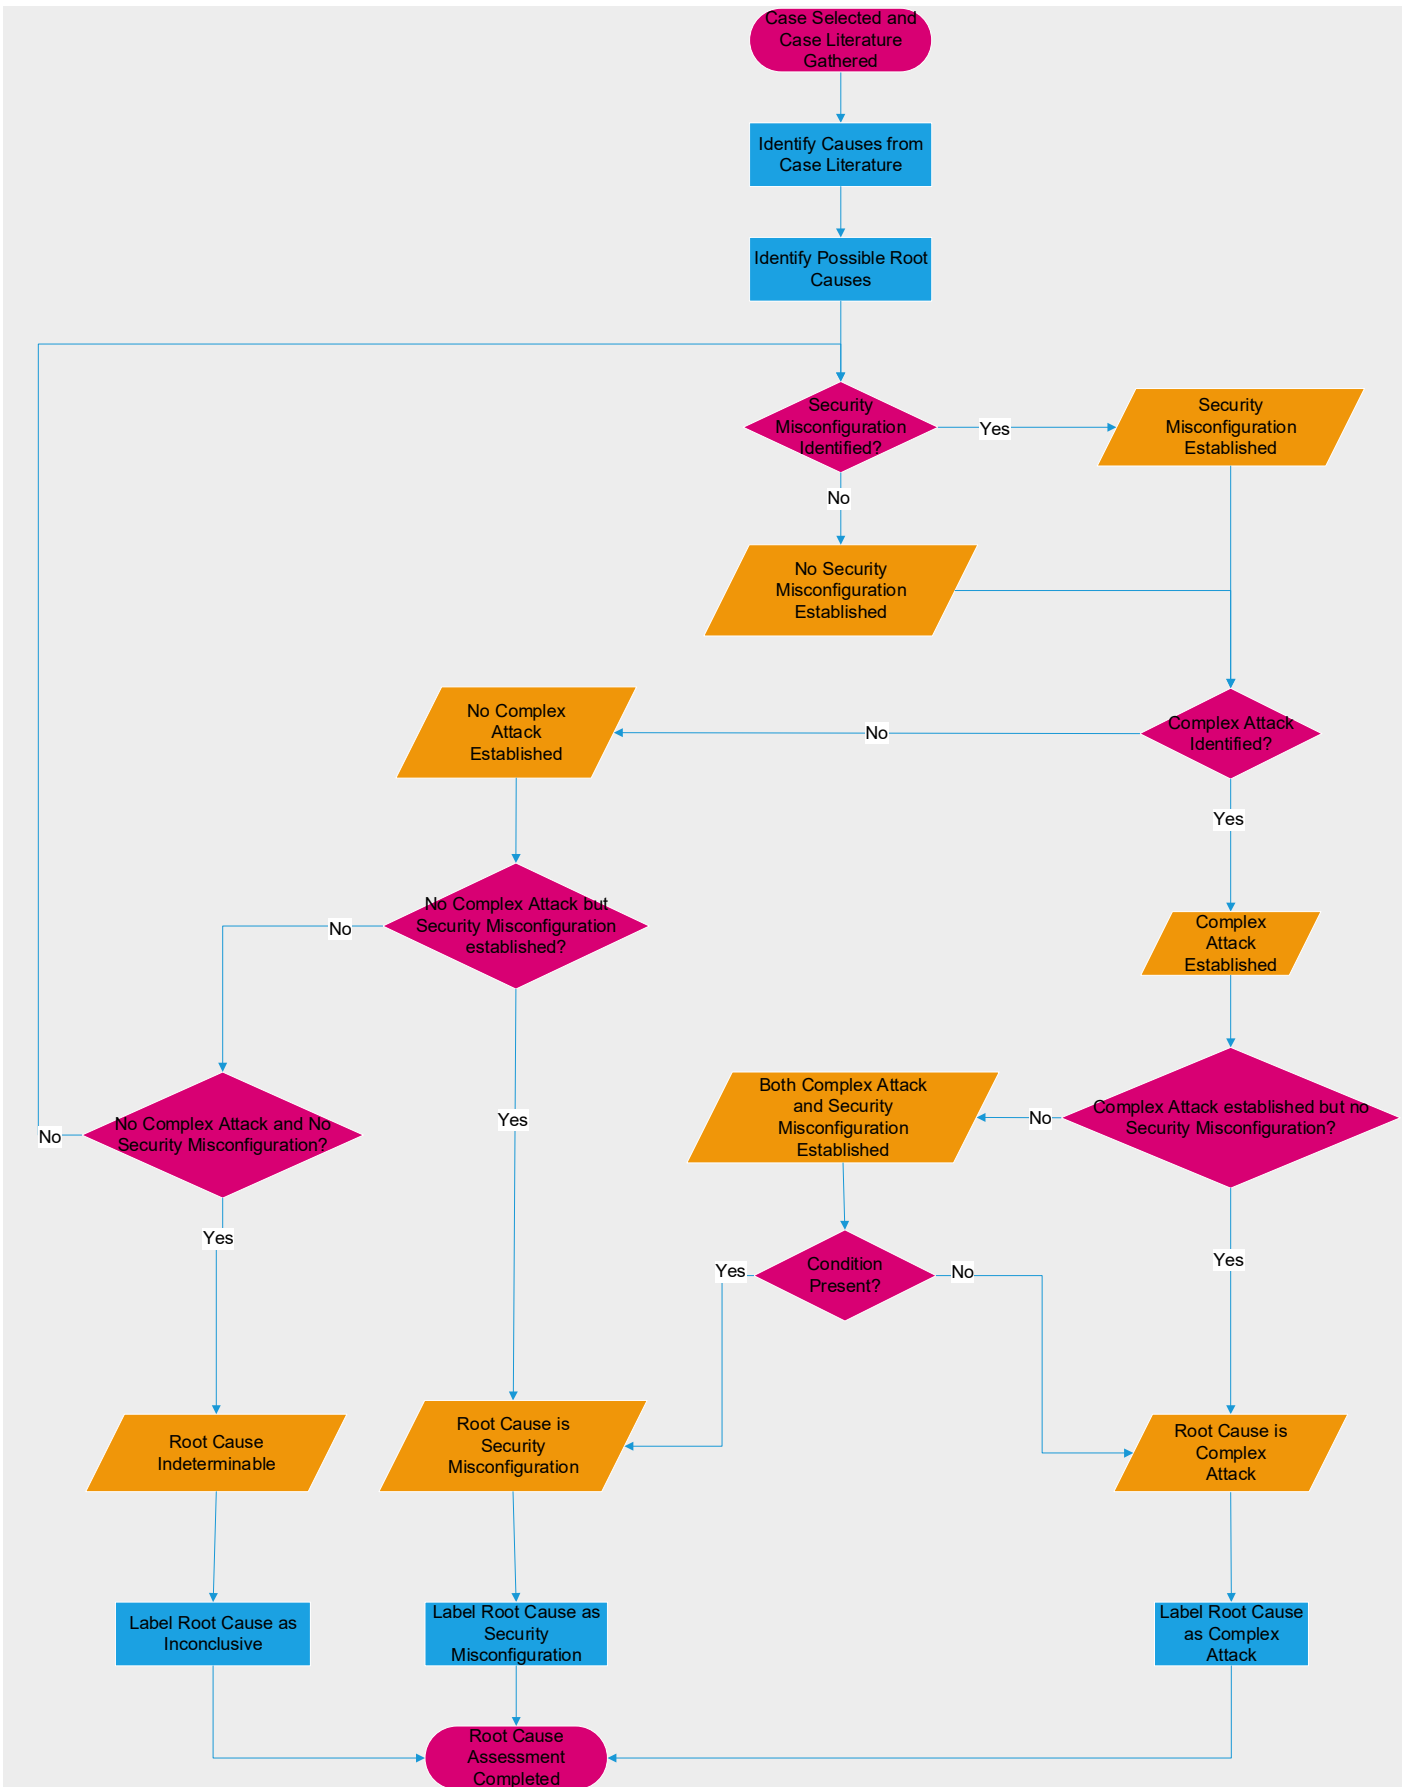 Case Selected and
Case Literature
Gathered
Identify Causes from
Case Literature
Identify Possible Root
Causes
Security
Misconfiguration
Identified?
Yes
Security
Misconfiguration
Established
No
No Security
Misconfiguration
Established
No Complex
Attack
Established
No
Complex Attack
Identified?
Yes
No Complex Attack but
Security Misconfiguration
established?
No
Complex
Attack
Established
Both Complex Attack
and Security
Misconfiguration
Established
No
Complex Attack established but no
Security Misconfiguration?
Yes
No
No Complex Attack and No
Security Misconfiguration?
Yes
Yes
Condition
Present?
Yes
No
Yes
Root Cause
Indeterminable
Root Cause is
Security
Misconfiguration
Root Cause is
Complex
Attack
Label Root Cause as
Inconclusive
Label Root Cause as
Security
Misconfiguration
Label Root Cause
as Complex
Attack
Root Cause
Assessment
Completed